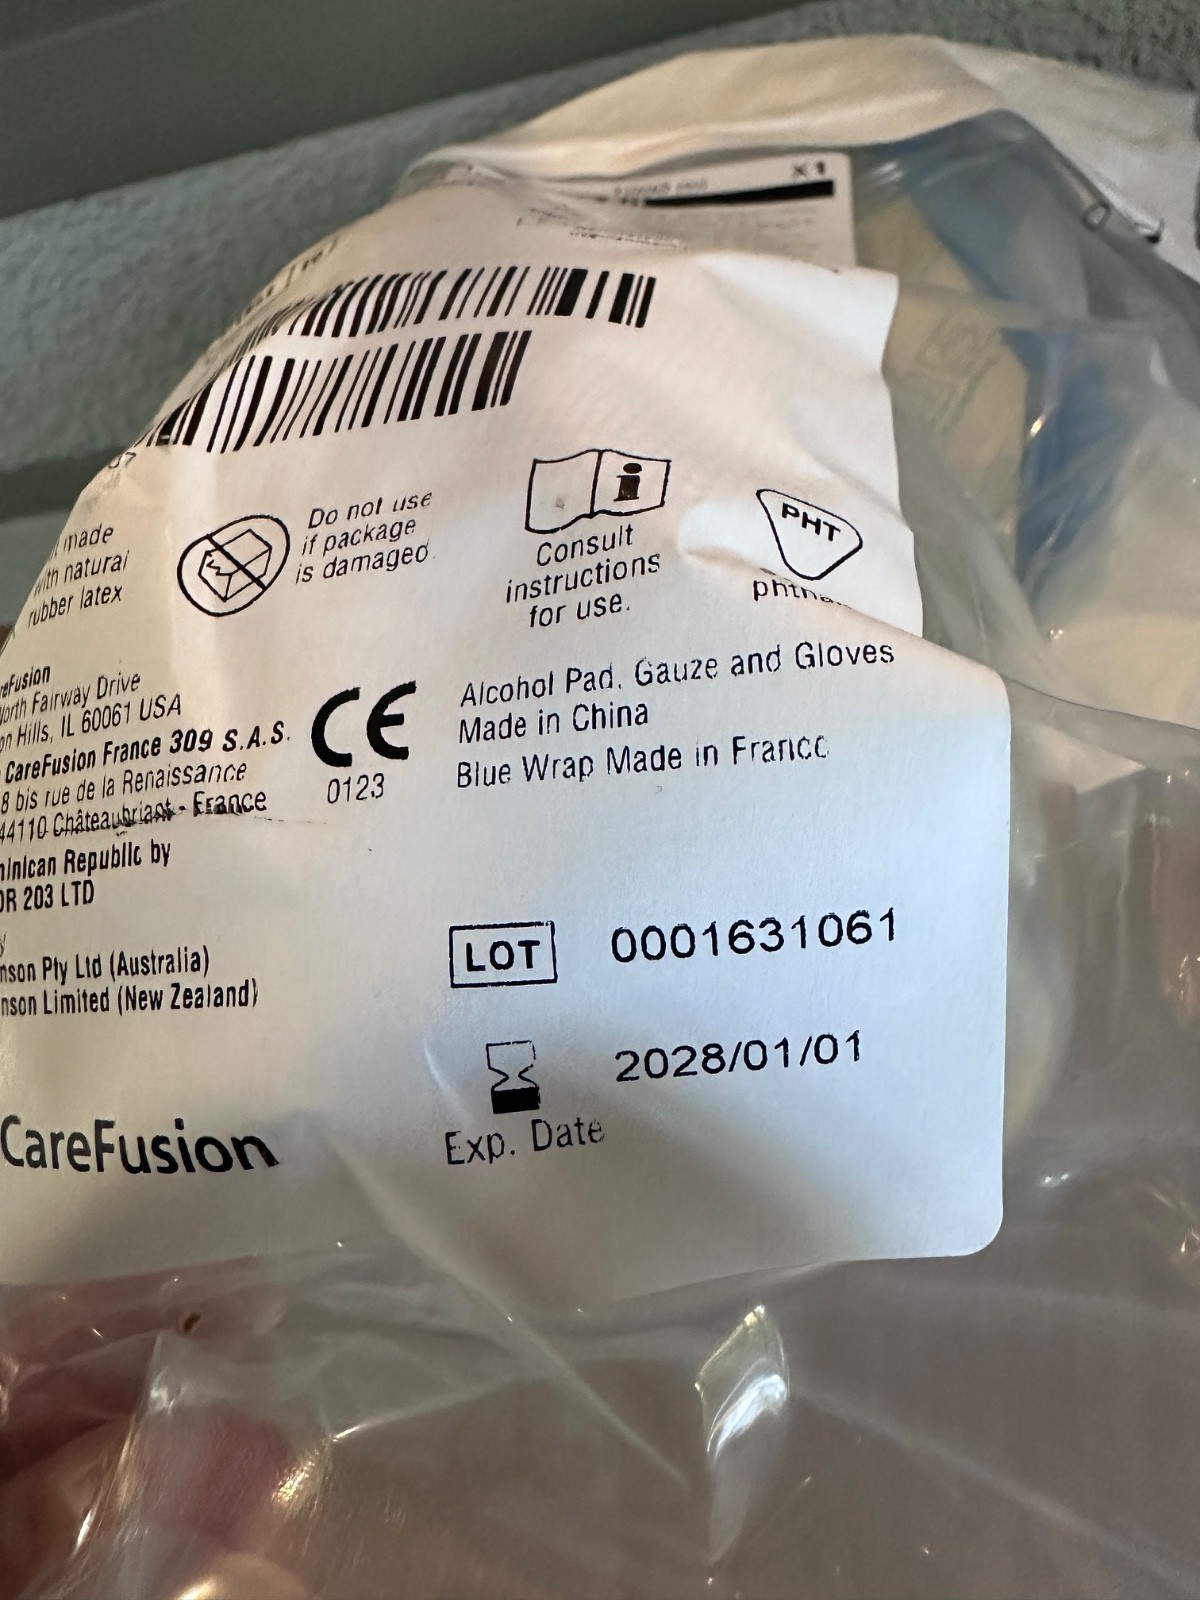 X1
made
with natural
rubber latex
Do not use
if package
is damaged.
i
Consult
instructions
for use.
PHT
Fusion
North Fairway Drive
Hills, IL 60061 USA
CareFusion France 309 S.A.S.
8 bis rue de la Renaissance
44110 Châteaubriant - France
Republic by
203 LTD
Pty Ltd (Australia)
Limited (New Zealand)
CE
0123
Alcohol Pad, Gauze and Gloves
Made in China
Blue Wrap Made in France
LOT 0001631061
2028/01/01
Exp. Date
CareFusion